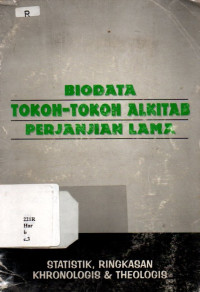 R
BIODATA
TOKOH-TOKOH ALKITAB
PERJANJIAN LAMA
STATISTIK, RINGKASAN
KHRONOLOGIS & THEOLOGIS